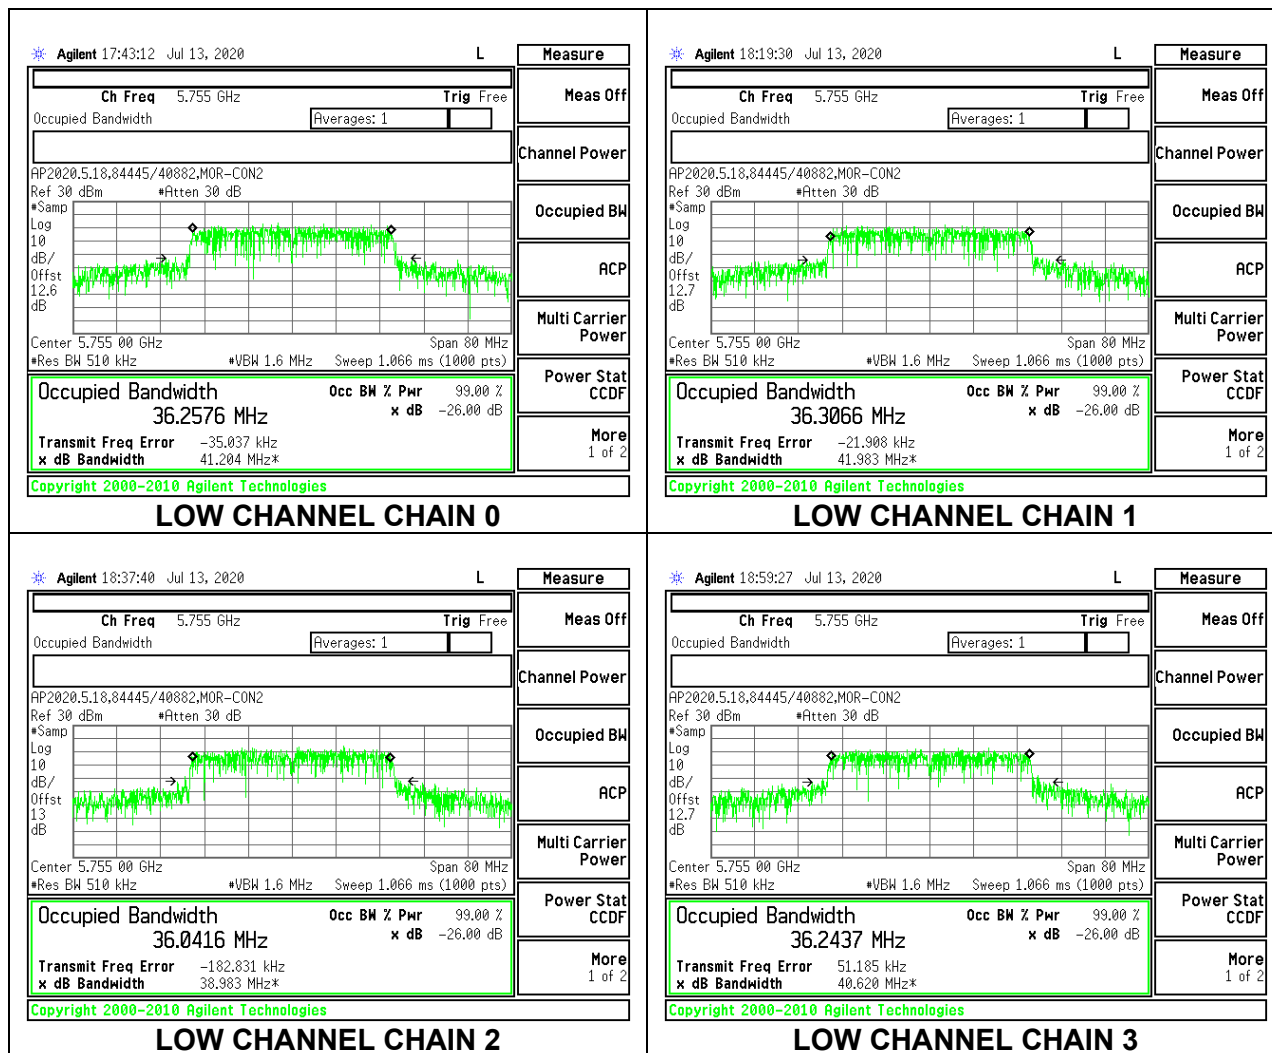 Agilent 17:43:12 Jul 13, 2020 L
Measure
Ch Freq 5.755 GHz Trig Free
Meas Off
Occupied Bandwidth Averages: 1
Channel Power
AP2020.5.18,84445/40882,MOR-CON2
Ref 30 dBm #Atten 30 dB
#Samp
Log
10
dB/
Offst
12.6
dB
Occupied BW
ACP
Multi Carrier
Power
Center 5.755 00 GHz Span 80 MHz
#Res BW 510 kHz #VBW 1.6 MHz Sweep 1.066 ms (1000 pts)
Power Stat
CCDF
Occupied Bandwidth Occ BW % Pwr 99.00 %
36.2576 MHz x dB -26.00 dB
More
1 of 2
Transmit Freq Error -35.037 kHz
x dB Bandwidth 41.204 MHz*
Copyright 2000-2010 Agilent Technologies
LOW CHANNEL CHAIN 0
Agilent 18:19:30 Jul 13, 2020 L
Measure
Ch Freq 5.755 GHz Trig Free
Meas Off
Occupied Bandwidth Averages: 1
Channel Power
AP2020.5.18,84445/40882,MOR-CON2
Ref 30 dBm #Atten 30 dB
#Samp
Log
10
dB/
Offst
12.7
dB
Occupied BW
ACP
Multi Carrier
Power
Center 5.755 00 GHz Span 80 MHz
#Res BW 510 kHz #VBW 1.6 MHz Sweep 1.066 ms (1000 pts)
Power Stat
CCDF
Occupied Bandwidth Occ BW % Pwr 99.00 %
36.3066 MHz x dB -26.00 dB
More
1 of 2
Transmit Freq Error -21.908 kHz
x dB Bandwidth 41.983 MHz*
Copyright 2000-2010 Agilent Technologies
LOW CHANNEL CHAIN 1
Agilent 18:37:40 Jul 13, 2020 L
Measure
Ch Freq 5.755 GHz Trig Free
Meas Off
Occupied Bandwidth Averages: 1
Channel Power
AP2020.5.18,84445/40882,MOR-CON2
Ref 30 dBm #Atten 30 dB
#Samp
Log
10
dB/
Offst
13
dB
Occupied BW
ACP
Multi Carrier
Power
Center 5.755 00 GHz Span 80 MHz
#Res BW 510 kHz #VBW 1.6 MHz Sweep 1.066 ms (1000 pts)
Power Stat
CCDF
Occupied Bandwidth Occ BW % Pwr 99.00 %
36.0416 MHz x dB -26.00 dB
More
1 of 2
Transmit Freq Error -182.831 kHz
x dB Bandwidth 38.983 MHz*
Copyright 2000-2010 Agilent Technologies
LOW CHANNEL CHAIN 2
Agilent 18:59:27 Jul 13, 2020 L
Measure
Ch Freq 5.755 GHz Trig Free
Meas Off
Occupied Bandwidth Averages: 1
Channel Power
AP2020.5.18,84445/40882,MOR-CON2
Ref 30 dBm #Atten 30 dB
#Samp
Log
10
dB/
Offst
12.7
dB
Occupied BW
ACP
Multi Carrier
Power
Center 5.755 00 GHz Span 80 MHz
#Res BW 510 kHz #VBW 1.6 MHz Sweep 1.066 ms (1000 pts)
Power Stat
CCDF
Occupied Bandwidth Occ BW % Pwr 99.00 %
36.2437 MHz x dB -26.00 dB
More
1 of 2
Transmit Freq Error 51.185 kHz
x dB Bandwidth 40.620 MHz*
Copyright 2000-2010 Agilent Technologies
LOW CHANNEL CHAIN 3